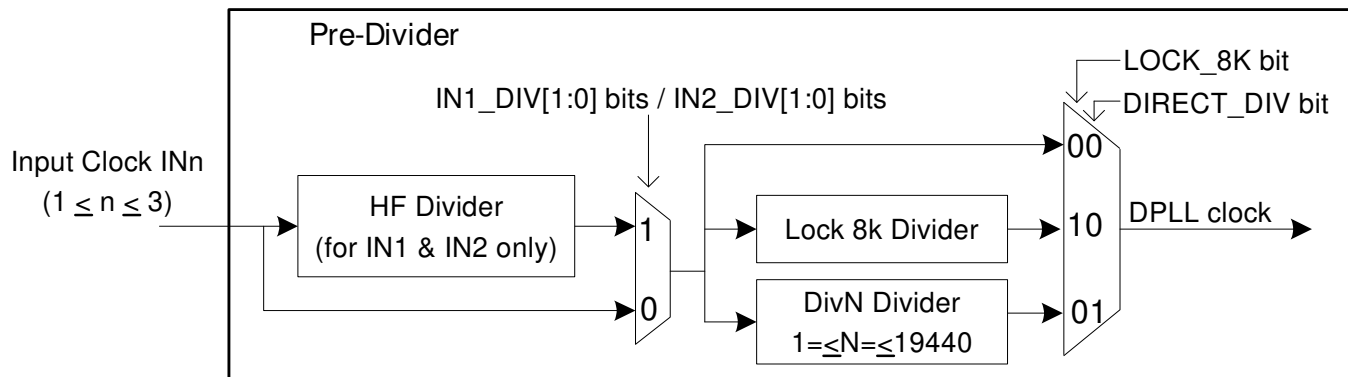 Pre-Divider
LOCK_8K bit
DIRECT_DIV bit
IN1_DIV[1:0] bits / IN2_DIV[1:0] bits
Input Clock INn
(1 ≤ n ≤ 3)
HF Divider
(for IN1 & IN2 only)
1
0
Lock 8k Divider
DivN Divider
1=≤N=≤19440
00
10
01
DPLL clock